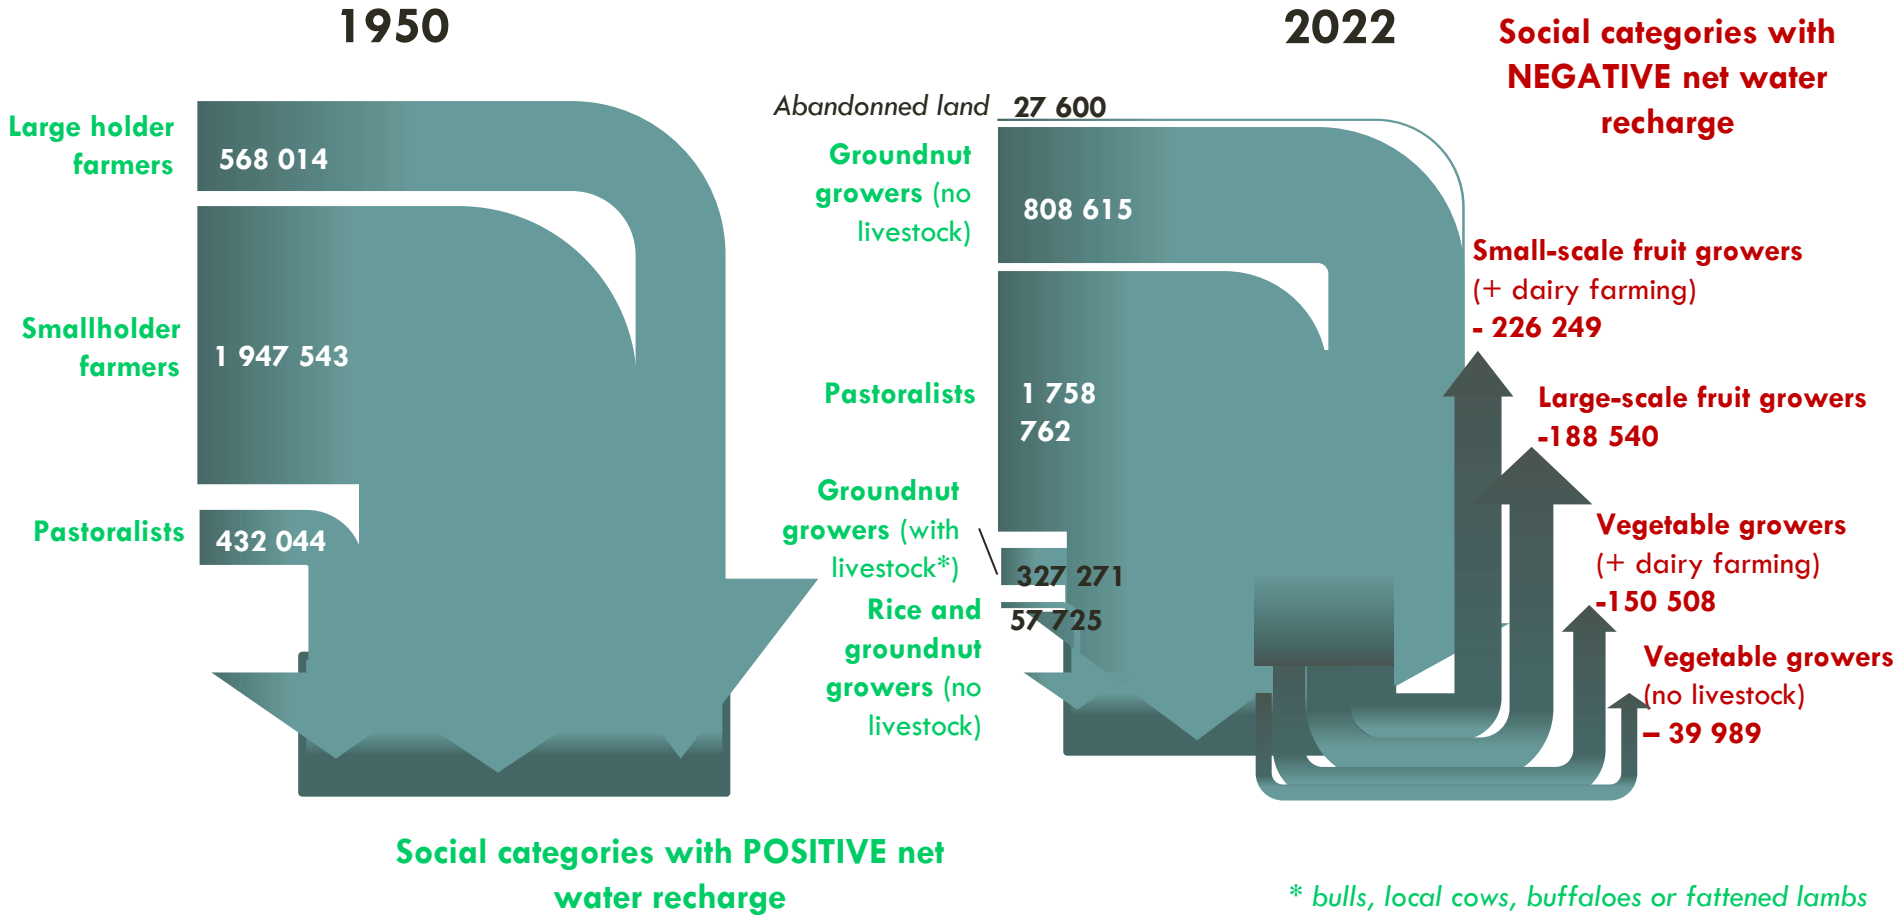 1950
Large holder
farmers
568 014
Smallholder
farmers
1 947 543
Pastoralists
432 044
Social categories with POSITIVE net
water recharge
2022
Abandonned land
27 600
Groundnut
growers (no
livestock)
808 615
Pastoralists
1 758
762
Groundnut
growers (with
livestock*)
327 271
Rice and
groundnut
growers (no
livestock)
57 725
Social categories with
NEGATIVE net water
recharge
Small-scale fruit growers
(+ dairy farming)
- 226 249
Large-scale fruit growers
-188 540
Vegetable growers
(+ dairy farming)
-150 508
Vegetable growers
(no livestock)
– 39 989
* bulls, local cows, buffaloes or fattened lambs